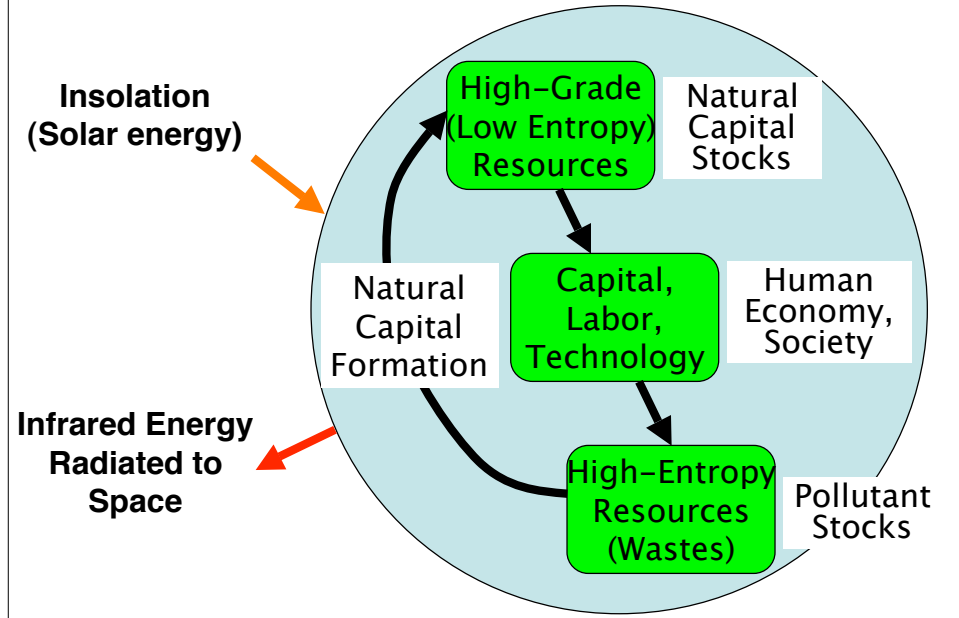 Insolation
(Solar energy)
High–Grade
(Low Entropy)
Resources
Natural
Capital
Stocks
Natural
Capital
Formation
Capital,
Labor,
Technology
Human
Economy,
Society
Infrared Energy
Radiated to
Space
High–Entropy
Resources
(Wastes)
Pollutant
Stocks